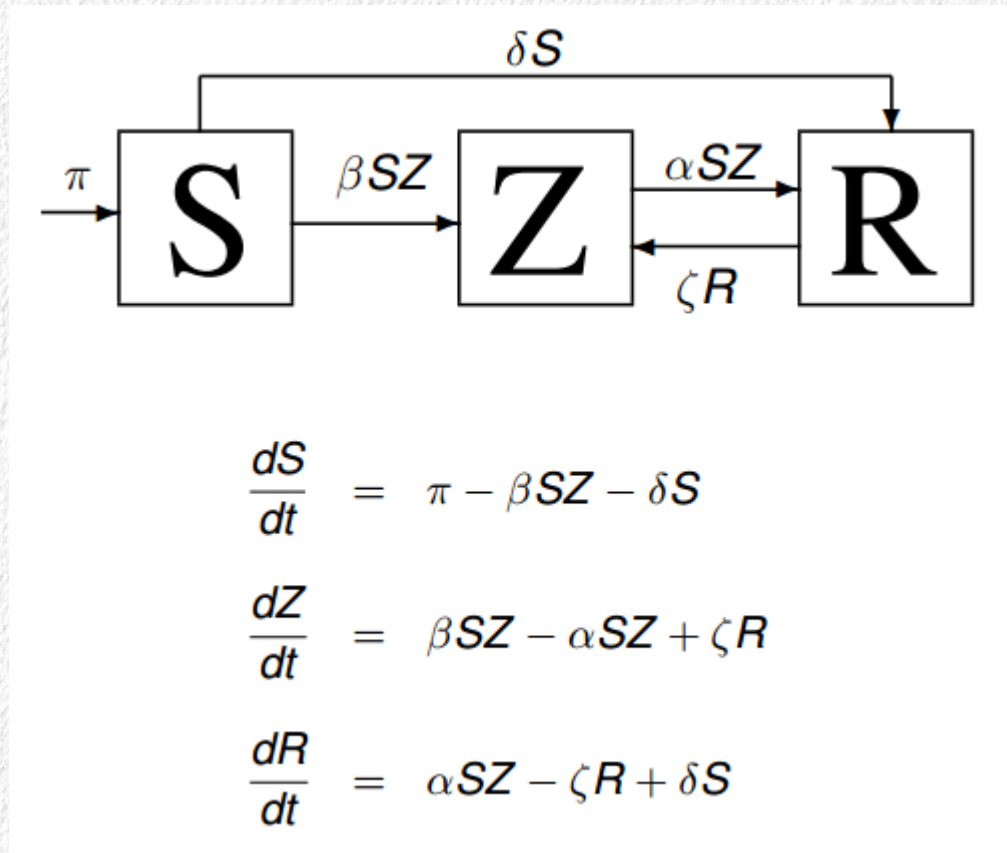 δS
π
S
βSZ
Z
αSZ
ζR
R
dS/dt = π − βSZ − δS
dZ/dt = βSZ − αSZ + ζR
dR/dt = αSZ − ζR + δS